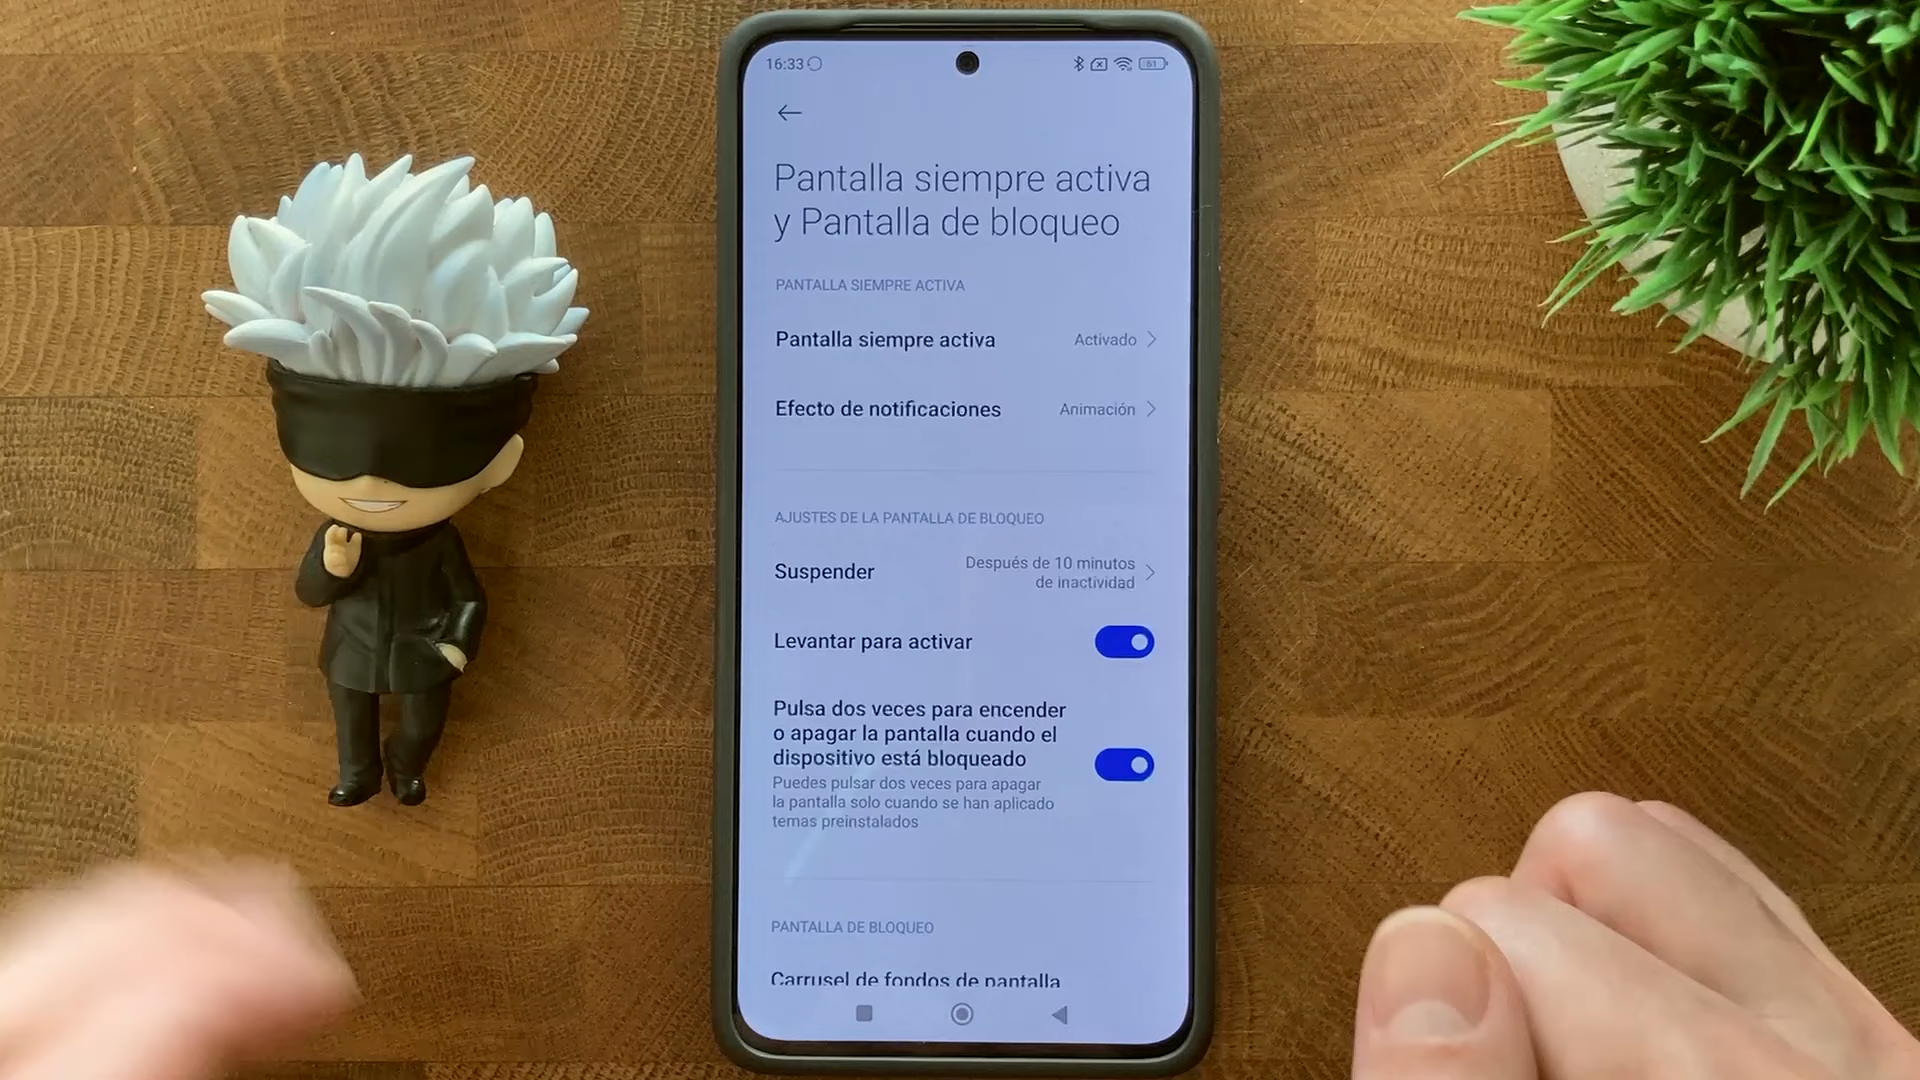 16:33
61
Pantalla siempre activa
y Pantalla de bloqueo
PANTALLA SIEMPRE ACTIVA
Pantalla siempre activa
Activado
Efecto de notificaciones
Animación
AJUSTES DE LA PANTALLA DE BLOQUEO
Suspender
Después de 10 minutos
de inactividad
Levantar para activar
Pulsa dos veces para encender
o apagar la pantalla cuando el
dispositivo está bloqueado
Puedes pulsar dos veces para apagar
la pantalla solo cuando se han aplicado
temas preinstalados
PANTALLA DE BLOQUEO
Carrusel de fondos de pantalla